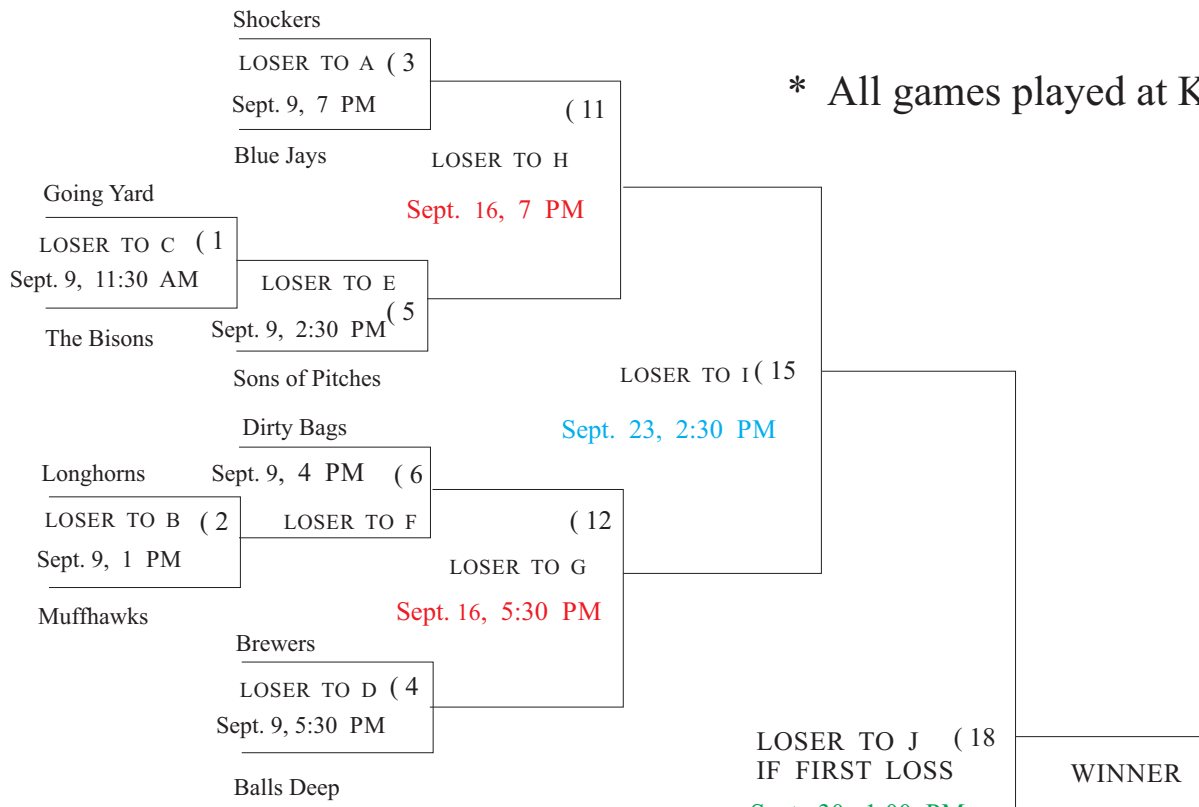 Shockers
LOSER TO A ( 3
Sept. 9, 7 PM
Blue Jays
* All games played at K
( 11
LOSER TO H
Sept. 16, 7 PM
Going Yard
LOSER TO C ( 1
Sept. 9, 11:30 AM
The Bisons
LOSER TO E
Sept. 9, 2:30 PM ( 5
Sons of Pitches
LOSER TO I ( 15
Sept. 23, 2:30 PM
Dirty Bags
Sept. 9, 4 PM ( 6
LOSER TO F
Longhorns
LOSER TO B ( 2
Sept. 9, 1 PM
Muffhawks
( 12
LOSER TO G
Sept. 16, 5:30 PM
Brewers
LOSER TO D ( 4
Sept. 9, 5:30 PM
Balls Deep
LOSER TO J ( 18
IF FIRST LOSS
WINNER